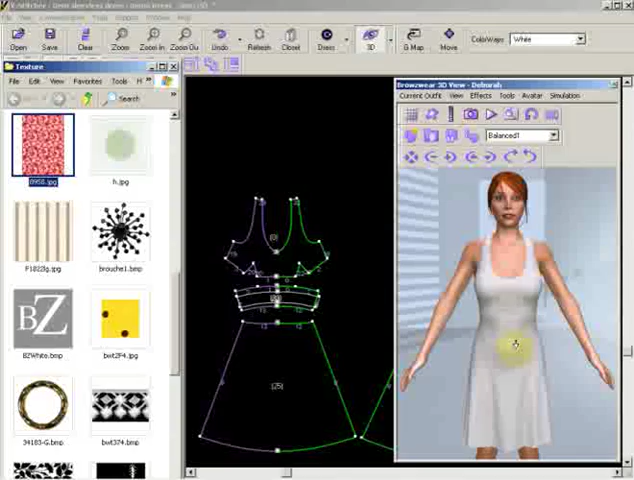 Open Save Clear Zoom Zoom In Zoom Ou Undo Refresh Closet Dress 3D G Map Move ColorWays: White
Texture
File Edit View Favorites Tools H
Search
Browzwear 3D View - Deborah
Current Outfit View Effects Tools Avatar Simulation
Balanced1
8958.jpg h.jpg
F1822lg.jpg brouche1.bmp
BZ
BZWhite.bmp bwt2F4.jpg
34183-G.bmp bwt374.bmp